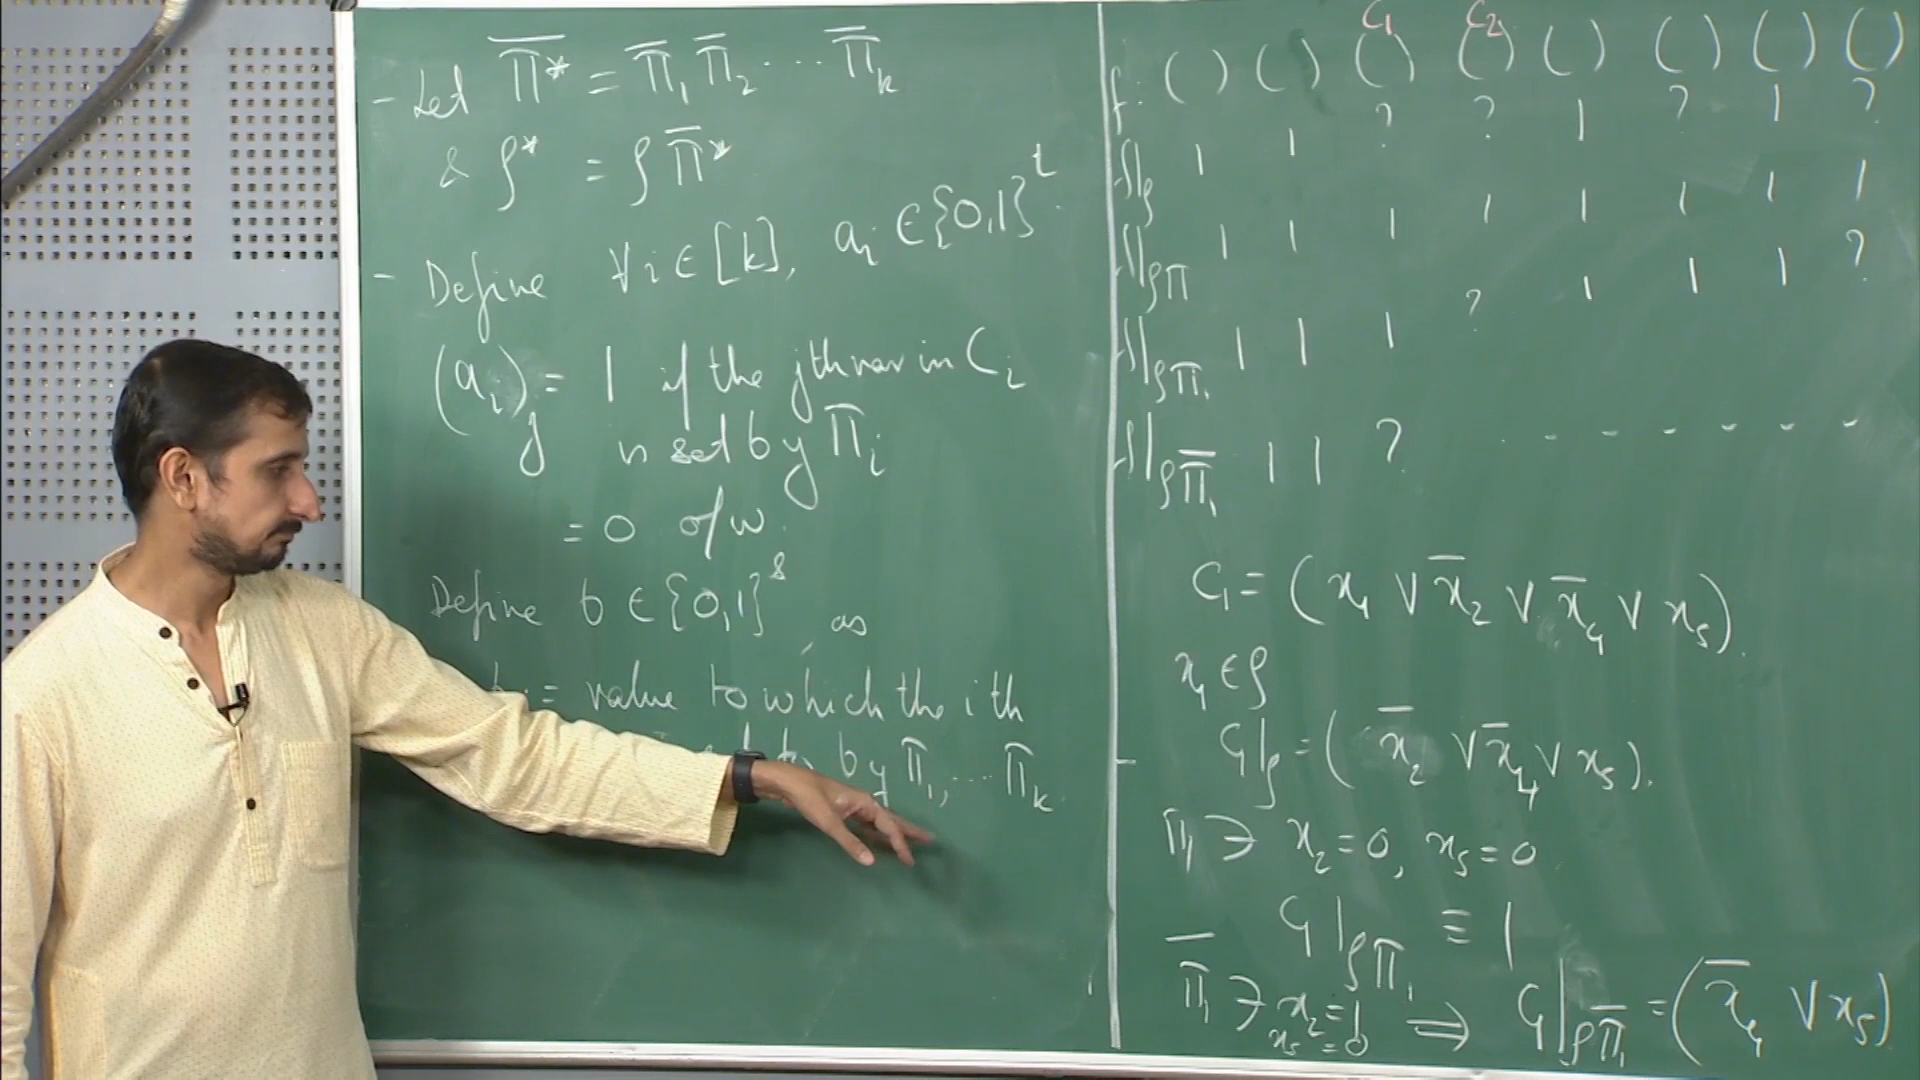 - Let Π̅* = Π̅₁ Π̅₂ ... Π̅ₖ
& ρ* = ρ Π̅*
- Define ∀ i ∈ [k], aᵢ ∈ {0,1}ᵗ.
(aᵢ)ⱼ = 1 if the jth var in Cᵢ
is set by Πᵢ
= 0 o/w.
Define b ∈ {0,1}ˢ, as
= value to which the ith
by Π̅₁, ... Π̅ₖ
C₁ C₂
f: ( ) ( ) ( ) ( ) ( ) ( ) ( ) ( )
f|ρ 1 1 ? ? 1 ? 1 ?
f|ρΠ 1 1 1 1 1 1 1 1
f|ρΠ₁ 1 1 1 ? 1 1 1 ?
f|ρΠ̅₁ 1 1 ? - - - - - -
C₁ = (x₁ ∨ x̅₂ ∨ x̅₄ ∨ x₅).
x₁ ∈ ρ
C₁|ρ = ( x̅₂ ∨ x̅₄ ∨ x₅).
Π₁ ∋ x₂ = 0, x₅ = 0
C₁|ρΠ₁ ≡ 1
Π̅₁ ∋ x₂ = 1 ⇒ C₁|ρΠ̅₁ = (x̅₄ ∨ x₅)
x₅ = 0